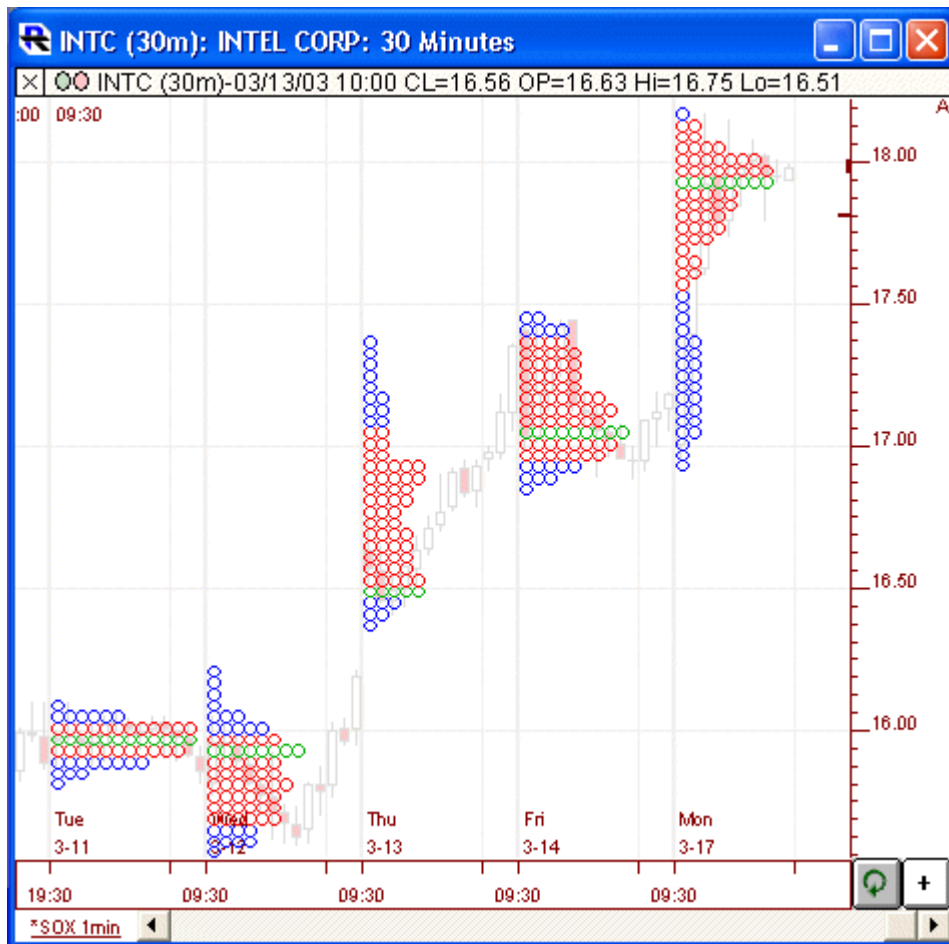 INTC (30m): INTEL CORP: 30 Minutes
INTC (30m)-03/13/03 10:00 CL=16.56 OP=16.63 Hi=16.75 Lo=16.51
:00 09:30 A
18.00
17.50
17.00
16.50
16.00
Tue Wed Thu Fri Mon
3-11 3-12 3-13 3-14 3-17
19:30 09:30 09:30 09:30 09:30
+
*SOX 1min